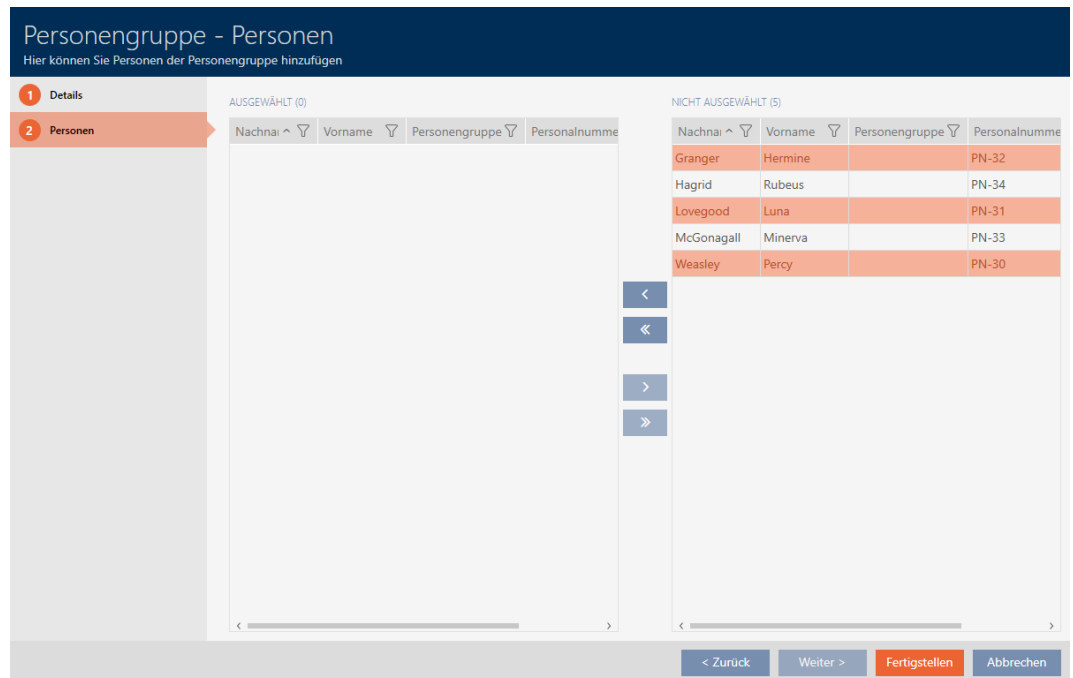 Personengruppe - Personen
Hier können Sie Personen der Personengruppe hinzufügen
1 Details
2 Personen
AUSGEWÄHLT (0)
Nachnai Vorname Personengruppe Personalnumme
NICHT AUSGEWÄHLT (5)
Nachnai Vorname Personengruppe Personalnumme
Granger Hermine PN-32
Hagrid Rubeus PN-34
Lovegood Luna PN-31
McGonagall Minerva PN-33
Weasley Percy PN-30
< Zurück Weiter > Fertigstellen Abbrechen